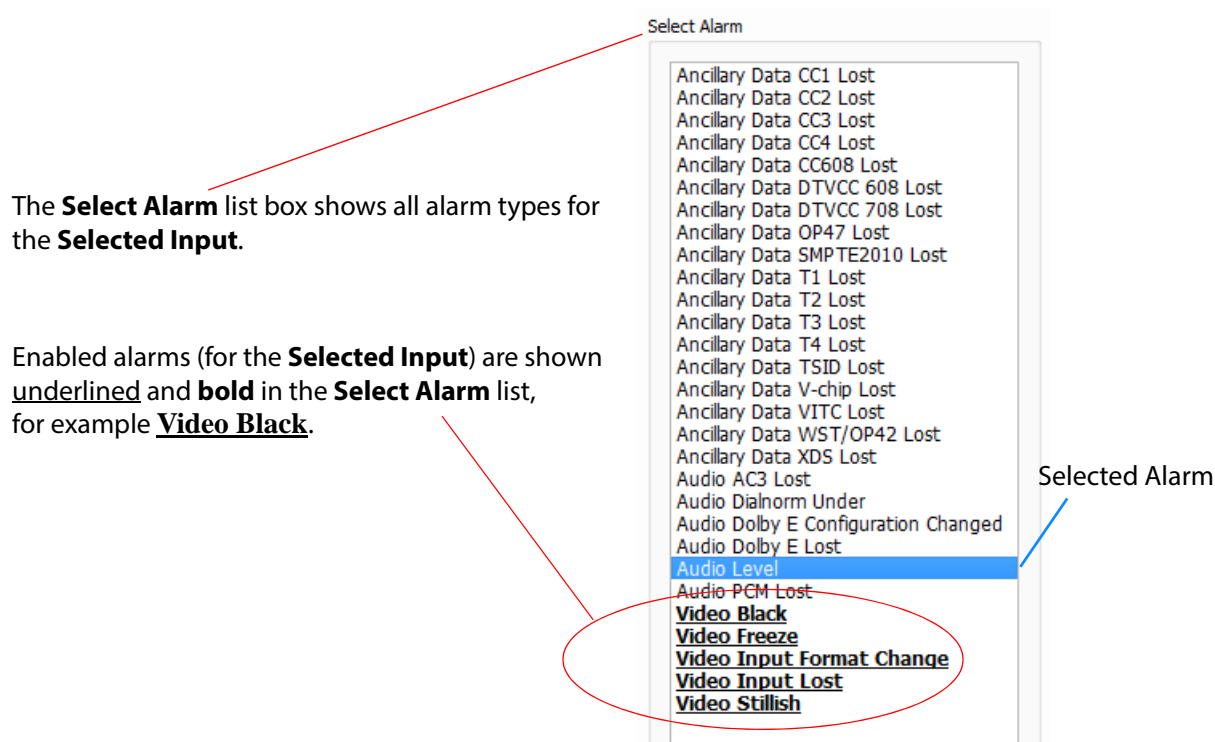 Select Alarm
Ancillary Data CC1 Lost
Ancillary Data CC2 Lost
Ancillary Data CC3 Lost
Ancillary Data CC4 Lost
Ancillary Data CC608 Lost
Ancillary Data DTVCC 608 Lost
Ancillary Data DTVCC 708 Lost
Ancillary Data OP47 Lost
Ancillary Data SMPTE2010 Lost
Ancillary Data T1 Lost
Ancillary Data T2 Lost
Ancillary Data T3 Lost
Ancillary Data T4 Lost
Ancillary Data TSID Lost
Ancillary Data V-chip Lost
Ancillary Data VITC Lost
Ancillary Data WST/OP42 Lost
Ancillary Data XDS Lost
Audio AC3 Lost
Audio Dialnorm Under
Audio Dolby E Configuration Changed
Audio Dolby E Lost
Audio Level
Audio PCM Lost
Video Black
Video Freeze
Video Input Format Change
Video Input Lost
Video Stillish
The Select Alarm list box shows all alarm types for
the Selected Input.
Enabled alarms (for the Selected Input) are shown
underlined and bold in the Select Alarm list,
for example Video Black.
Selected Alarm